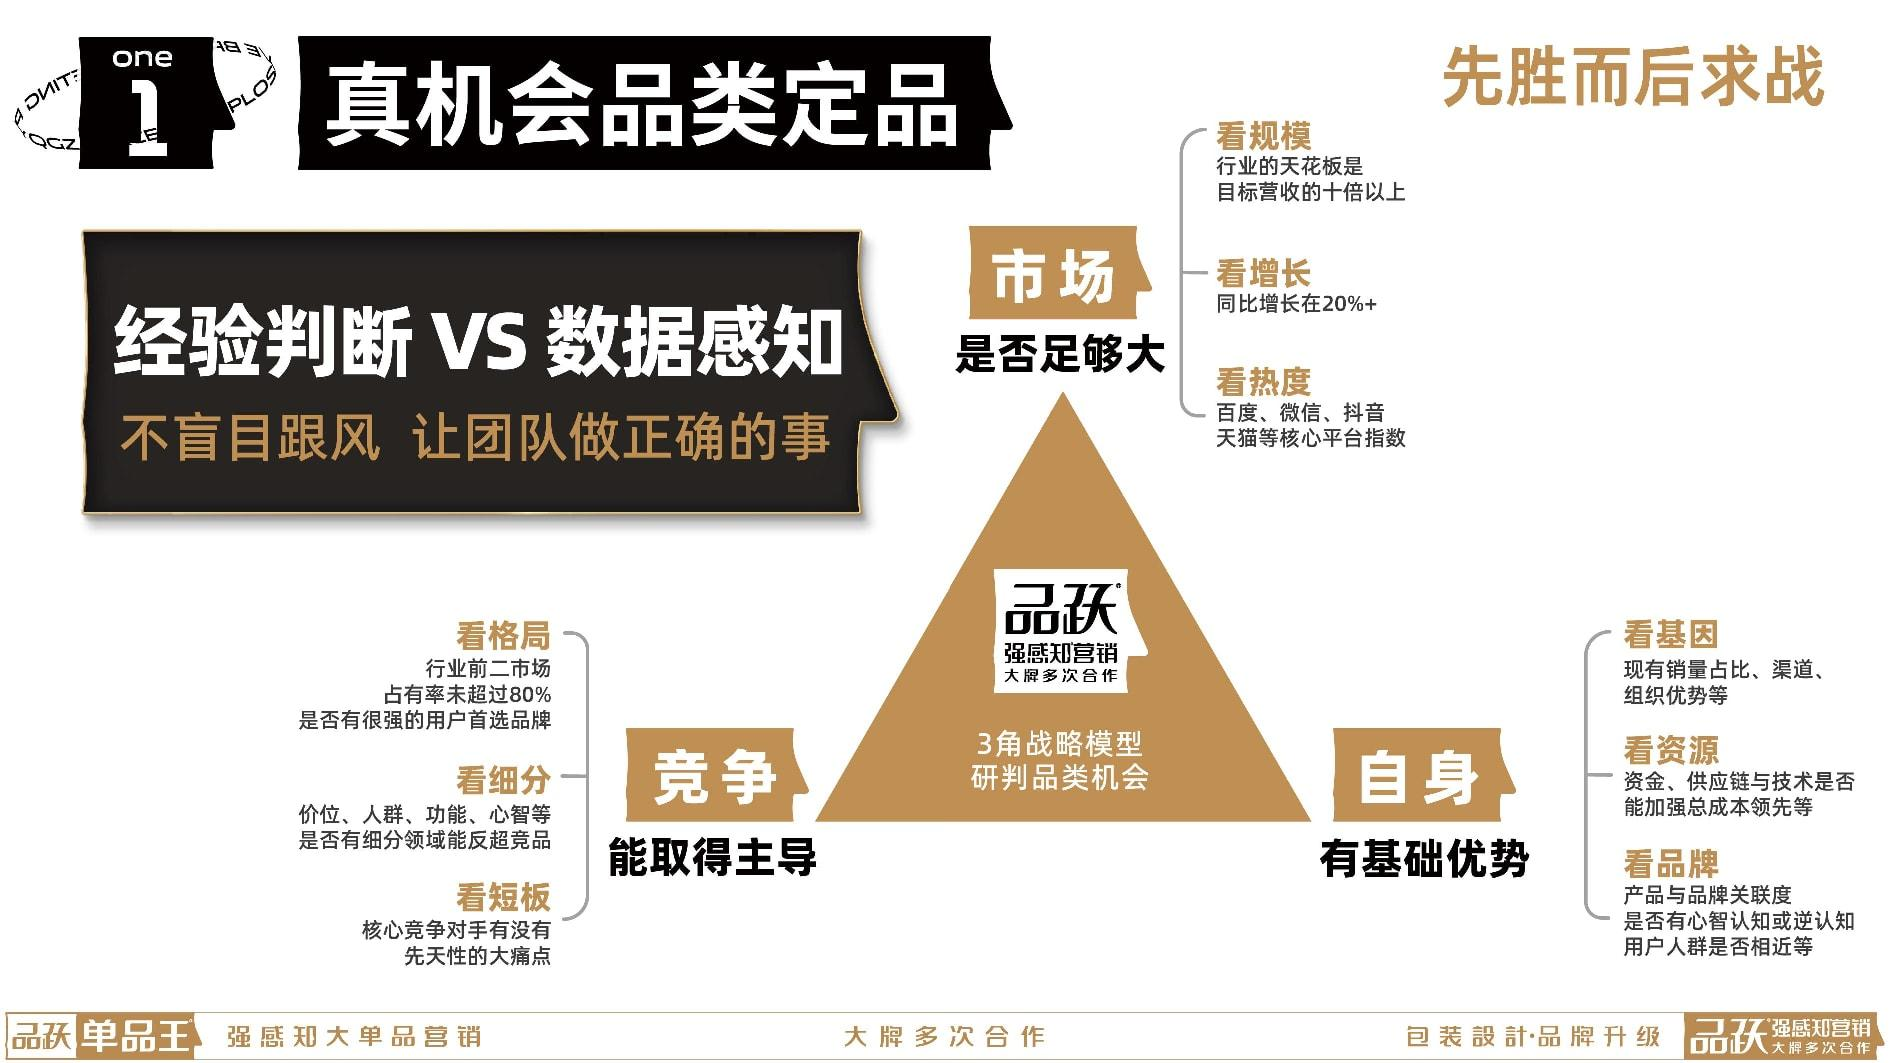 one
1
真机会品类定品
先胜而后求战
经验判断 VS 数据感知
不盲目跟风 让团队做正确的事
市场
是否足够大
看规模
行业的天花板是
目标营收的十倍以上
看增长
同比增长在20%+
看热度
百度、微信、抖音
天猫等核心平台指数
品跃
强感知营销
大牌多次合作
3角战略模型
研判品类机会
竞争
能取得主导
看格局
行业前二市场
占有率未超过80%
是否有很强的用户首选品牌
看细分
价位、人群、功能、心智等
是否有细分领域能反超竞品
看短板
核心竞争对手有没有
先天性的大痛点
自身
有基础优势
看基因
现有销量占比、渠道、
组织优势等
看资源
资金、供应链与技术是否
能加强总成本领先等
看品牌
产品与品牌关联度
是否有心智认知或逆认知
用户人群是否相近等
品跃 单品王
强感知大单品营销
大牌多次合作
包装設計·品牌升级
品跃 强感知营销
大牌多次合作